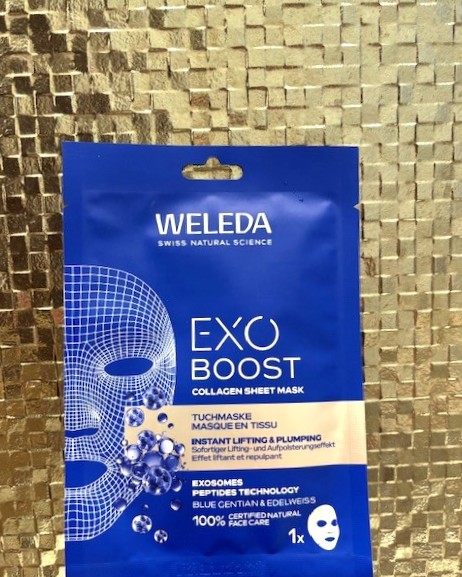 WELEDA
SWISS NATURAL SCIENCE
EXO
BOOST
COLLAGEN SHEET MASK
TUCHMASKE
MASQUE EN TISSU
INSTANT LIFTING & PLUMPING
Sofortiger Lifting- und Aufpolsterungseffekt
Effet liftant et repulpant
EXOSOMES
PEPTIDES TECHNOLOGY
BLUE GENTIAN & EDELWEISS
100% CERTIFIED NATURAL
FACE CARE
1x